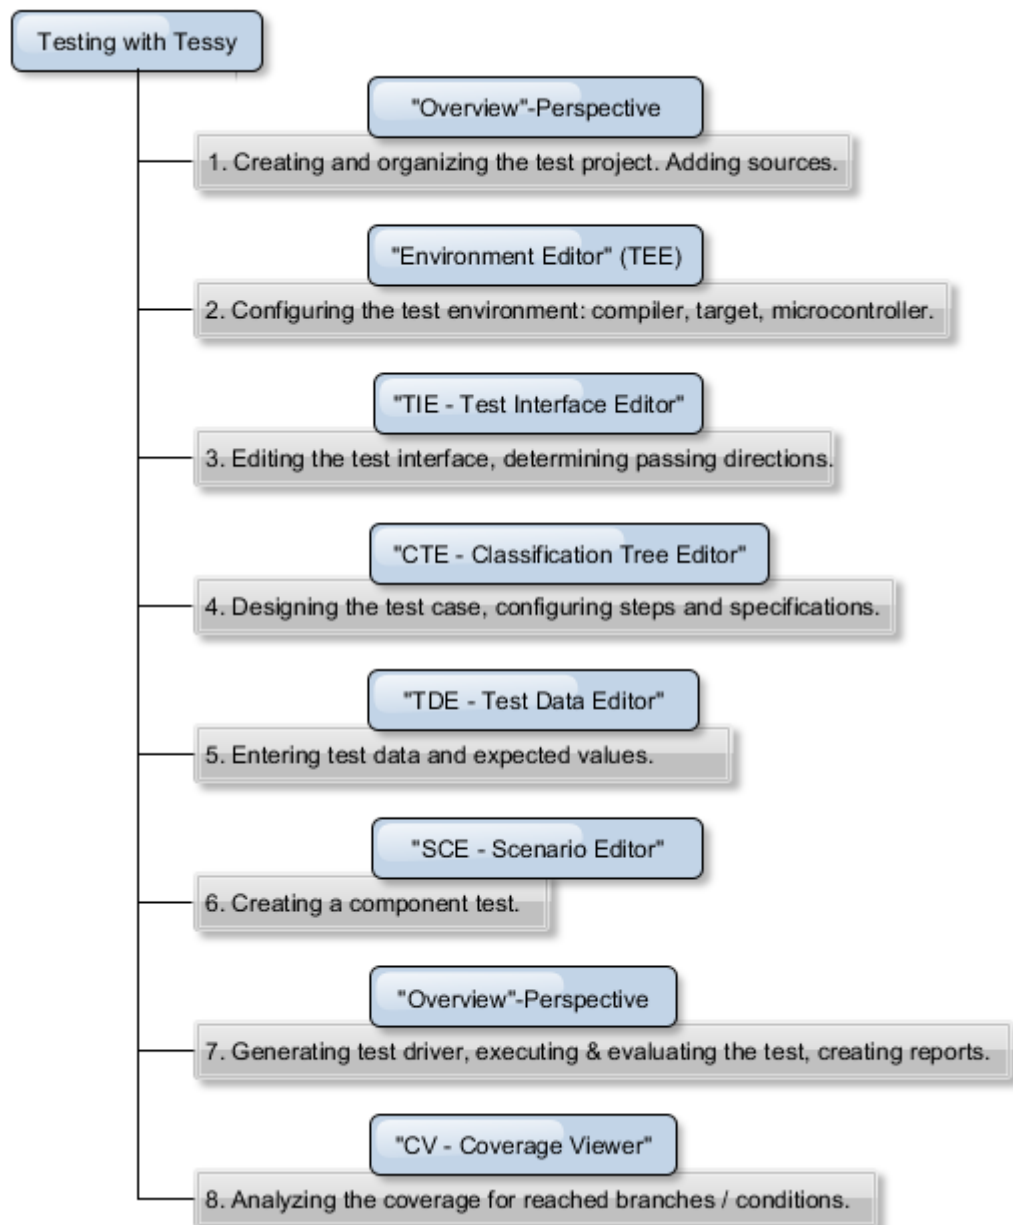 Testing with Tessy
"Overview"-Perspective
1. Creating and organizing the test project. Adding sources.
"Environment Editor" (TEE)
2. Configuring the test environment: compiler, target, microcontroller.
"TIE - Test Interface Editor"
3. Editing the test interface, determining passing directions.
"CTE - Classification Tree Editor"
4. Designing the test case, configuring steps and specifications.
"TDE - Test Data Editor"
5. Entering test data and expected values.
"SCE - Scenario Editor"
6. Creating a component test.
"Overview"-Perspective
7. Generating test driver, executing & evaluating the test, creating reports.
"CV - Coverage Viewer"
8. Analyzing the coverage for reached branches / conditions.